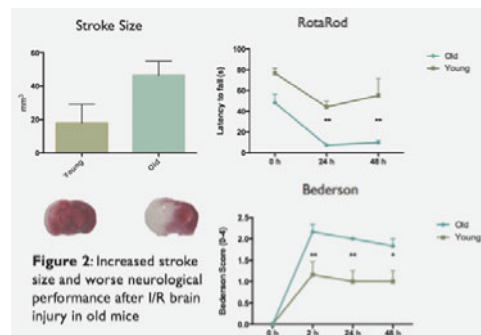 Stroke Size
60
40
20
0
mm³
Young
Old
Figure 2: Increased stroke
size and worse neurological
performance after I/R brain
injury in old mice
RotaRod
100
80
60
40
20
0
Latency to fall (s)
Old
Young
**
**
0 h
24 h
48 h
Bederson
2.5
2.0
1.5
1.0
0.5
0.0
Bederson Score (0-4)
Old
Young
**
**
*
0 h
2 h
24 h
48 h